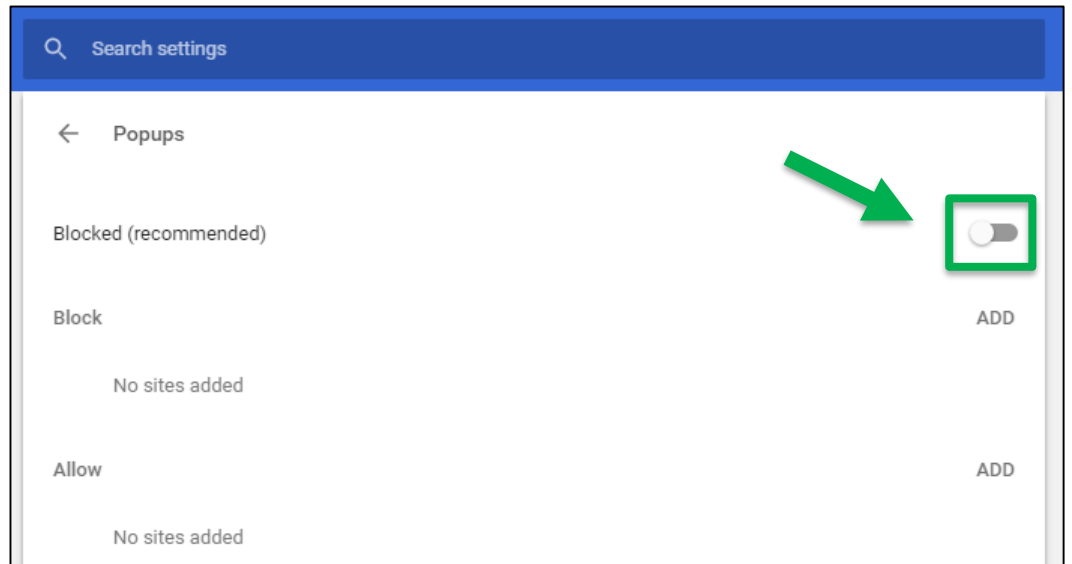 Search settings
Popups
Blocked (recommended)
Block ADD
No sites added
Allow ADD
No sites added